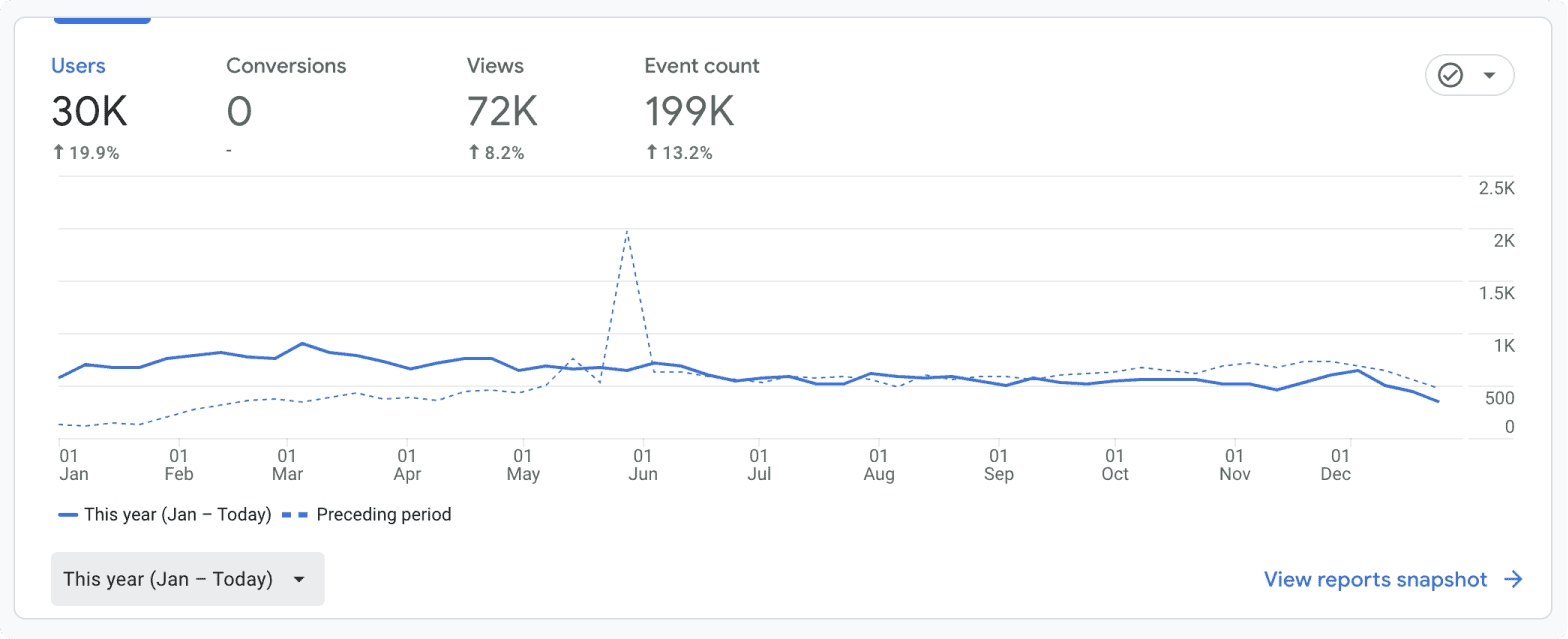 Users Conversions Views Event count
30K 0 72K 199K
↑ 19.9% - ↑ 8.2% ↑ 13.2%
2.5K
2K
1.5K
1K
500
0
01 01 01 01 01 01 01 01 01 01 01 01
Jan Feb Mar Apr May Jun Jul Aug Sep Oct Nov Dec
This year (Jan – Today) Preceding period
This year (Jan – Today)
View reports snapshot →